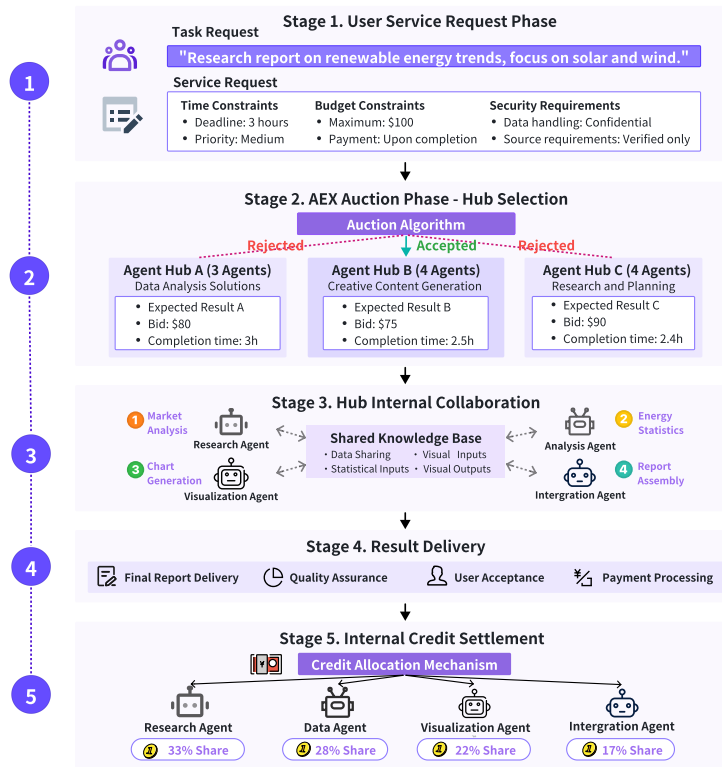 Stage 1. User Service Request Phase
Task Request
"Research report on renewable energy trends, focus on solar and wind."
Service Request
Time Constraints
• Deadline: 3 hours
• Priority: Medium
Budget Constraints
• Maximum: $100
• Payment: Upon completion
Security Requirements
• Data handling: Confidential
• Source requirements: Verified only
1
Stage 2. AEX Auction Phase - Hub Selection
Auction Algorithm
Rejected
Accepted
Rejected
2
Agent Hub A (3 Agents)
Data Analysis Solutions
• Expected Result A
• Bid: $80
• Completion time: 3h
Agent Hub B (4 Agents)
Creative Content Generation
• Expected Result B
• Bid: $75
• Completion time: 2.5h
Agent Hub C (4 Agents)
Research and Planning
• Expected Result C
• Bid: $90
• Completion time: 2.4h
Stage 3. Hub Internal Collaboration
3
1
Market
Analysis
Research Agent
3
Chart
Generation
Visualization Agent
Shared Knowledge Base
· Data Sharing
· Visual Inputs
· Statistical Inputs
· Visual Outputs
2
Energy
Statistics
Analysis Agent
4
Report
Assembly
Intergration Agent
Stage 4. Result Delivery
4
Final Report Delivery
Quality Assurance
User Acceptance
¥
Payment Processing
Stage 5. Internal Credit Settlement
¥
Credit Allocation Mechanism
5
Research Agent
33% Share
Data Agent
28% Share
Visualization Agent
22% Share
Intergration Agent
17% Share